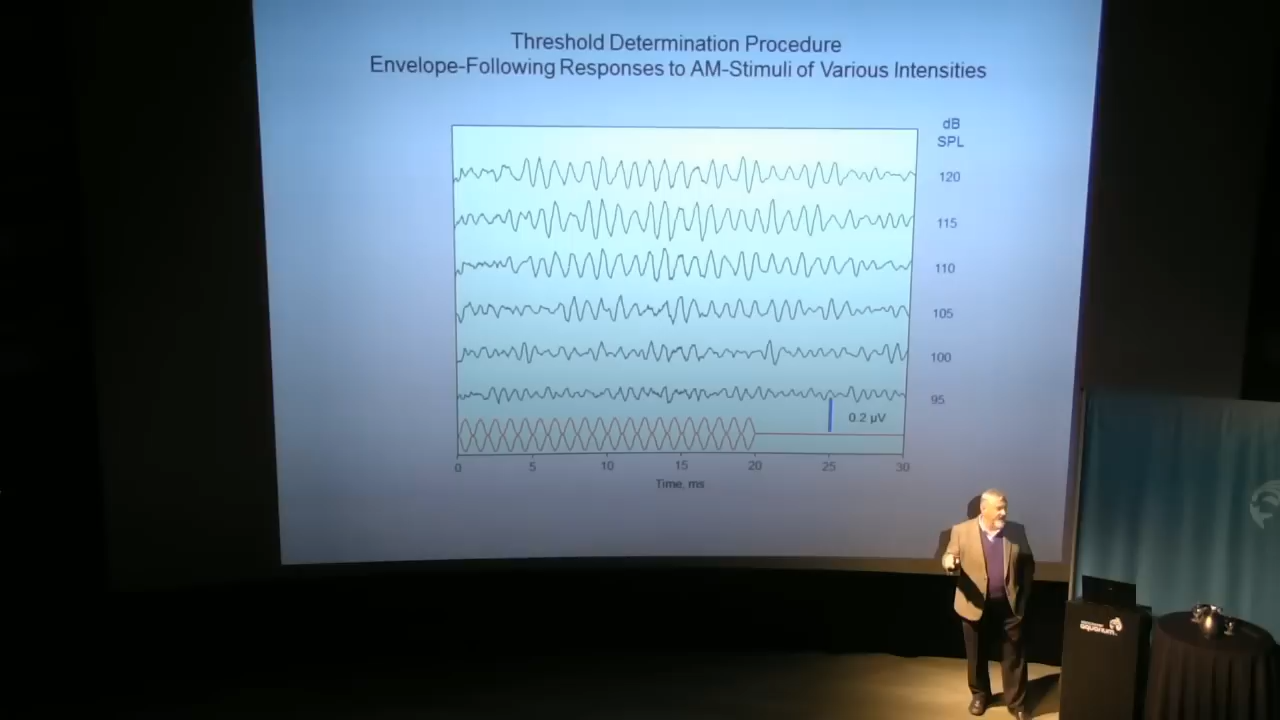 Threshold Determination Procedure
Envelope-Following Responses to AM-Stimuli of Various Intensities
dB
SPL
120
115
110
105
100
95
0.2 µV
0 5 10 15 20 25 30
Time, ms
aquarium